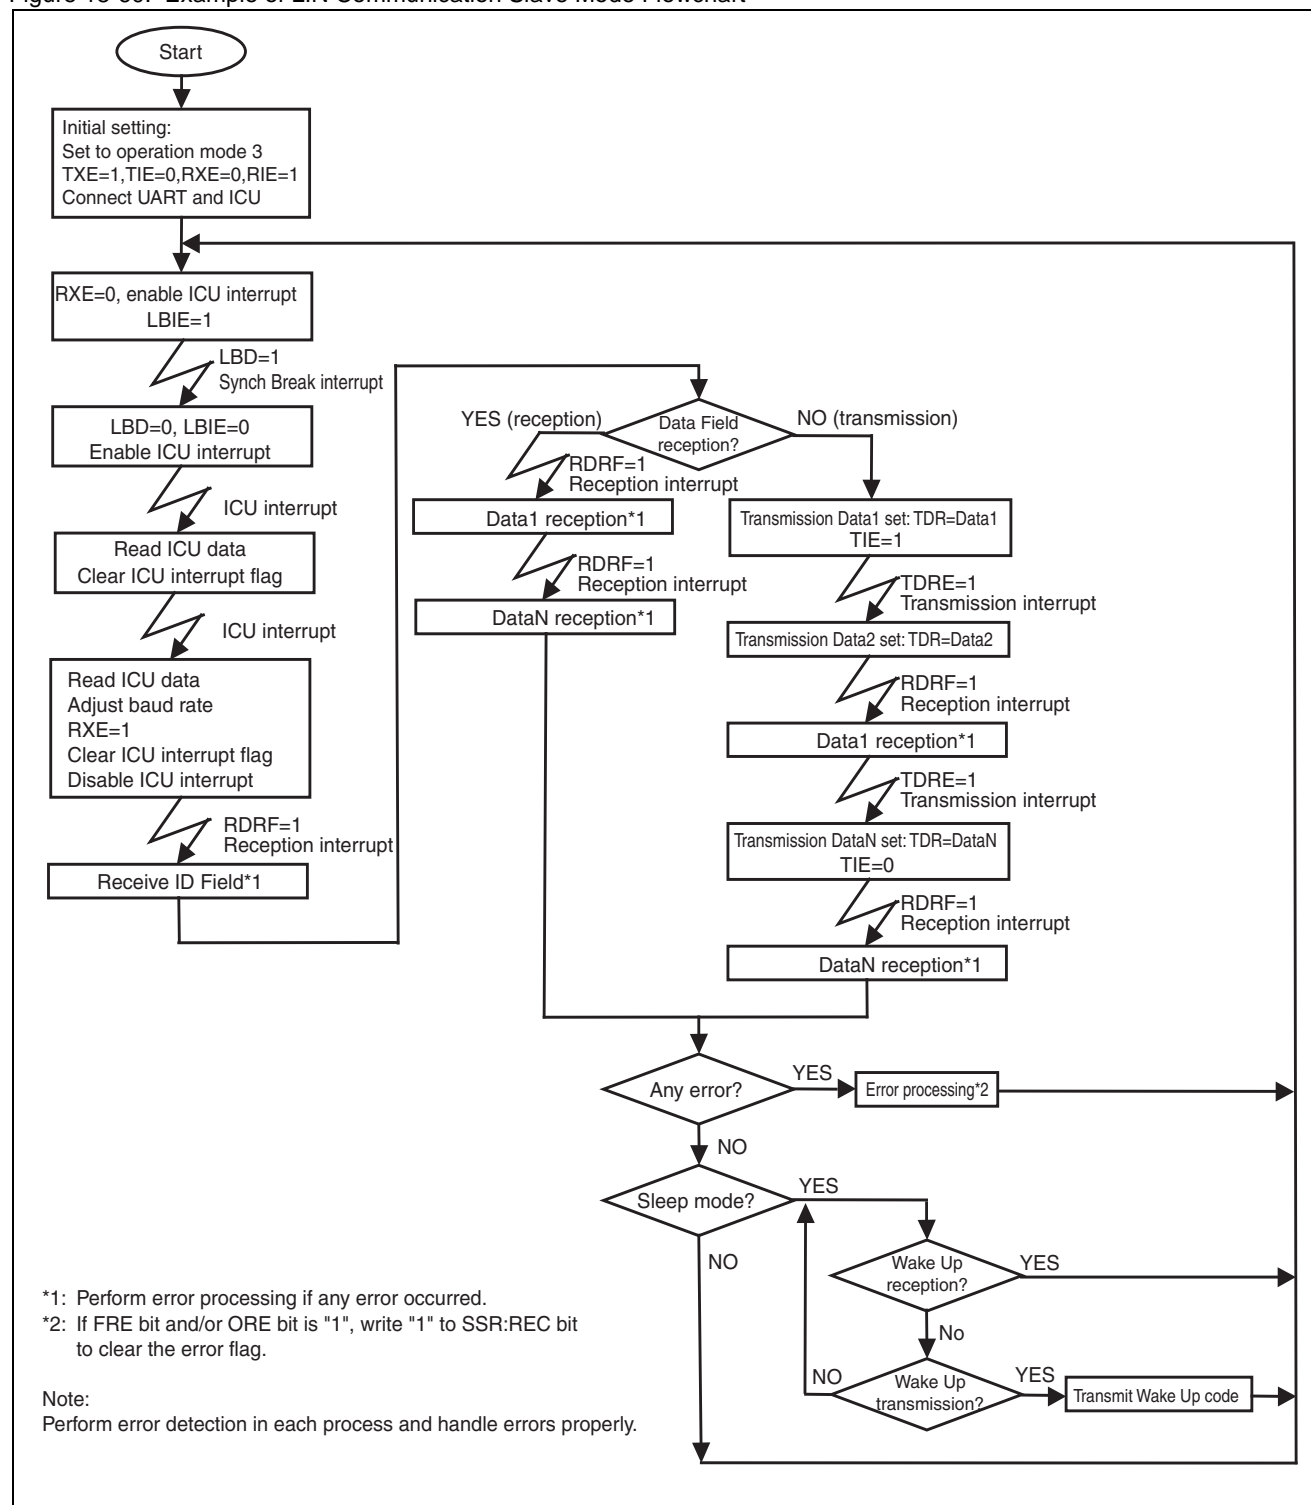 Start
Initial setting:
Set to operation mode 3
TXE=1,TIE=0,RXE=0,RIE=1
Connect UART and ICU
RXE=0, enable ICU interrupt
LBIE=1
LBD=1
Synch Break interrupt
LBD=0, LBIE=0
Enable ICU interrupt
ICU interrupt
Read ICU data
Clear ICU interrupt flag
ICU interrupt
Read ICU data
Adjust baud rate
RXE=1
Clear ICU interrupt flag
Disable ICU interrupt
RDRF=1
Reception interrupt
Receive ID Field*1
Data Field
reception?
YES (reception)
NO (transmission)
RDRF=1
Reception interrupt
Data1 reception*1
RDRF=1
Reception interrupt
DataN reception*1
Transmission Data1 set: TDR=Data1
TIE=1
TDRE=1
Transmission interrupt
Transmission Data2 set: TDR=Data2
RDRF=1
Reception interrupt
Data1 reception*1
TDRE=1
Transmission interrupt
Transmission DataN set: TDR=DataN
TIE=0
RDRF=1
Reception interrupt
DataN reception*1
Any error?
YES
Error processing*2
NO
Sleep mode?
YES
NO
Wake Up
reception?
YES
No
Wake Up
transmission?
NO
YES
Transmit Wake Up code
*1: Perform error processing if any error occurred.
*2: If FRE bit and/or ORE bit is "1", write "1" to SSR:REC bit
to clear the error flag.
Note:
Perform error detection in each process and handle errors properly.